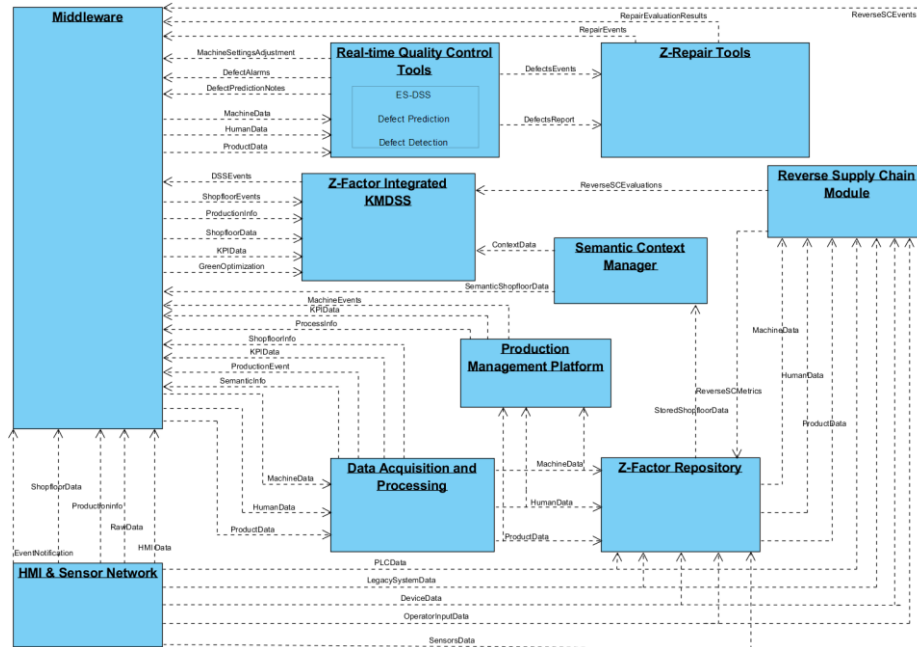 Middleware
ReverseSCEvents
RepairEvaluationResults
RepairEvents
MachineSettingsAdjustment
DefectAlarms
DefectPredictionNotes
MachineData
HumanData
ProductData
Real-time Quality Control
Tools
ES-DSS
Defect Prediction
Defect Detection
DefectsEvents
DefectsReport
Z-Repair Tools
DSSEvents
ShopfloorEvents
ProductionInfo
ShopfloorData
KPIData
GreenOptimization
Z-Factor Integrated
KMDSS
ReverseSCEvaluations
Reverse Supply Chain
Module
ContextData
Semantic Context
Manager
SemanticShopfloorData
MachineEvents
KPIData
ProcessInfo
ShopfloorInfo
KPIData
ProductionEvent
SemanticInfo
Production
Management Platform
MachineData
HumanData
ProductData
ReverseSCMetrics
StoredShopfloorData
Data Acquisition and
Processing
MachineData
HumanData
ProductData
MachineData
HumanData
ProductData
Z-Factor Repository
ShopfloorData
ProductionInfo
RawData
HMIData
EventNotification
HMI & Sensor Network
PLCData
LegacySystemData
DeviceData
OperatorInputData
SensorsData